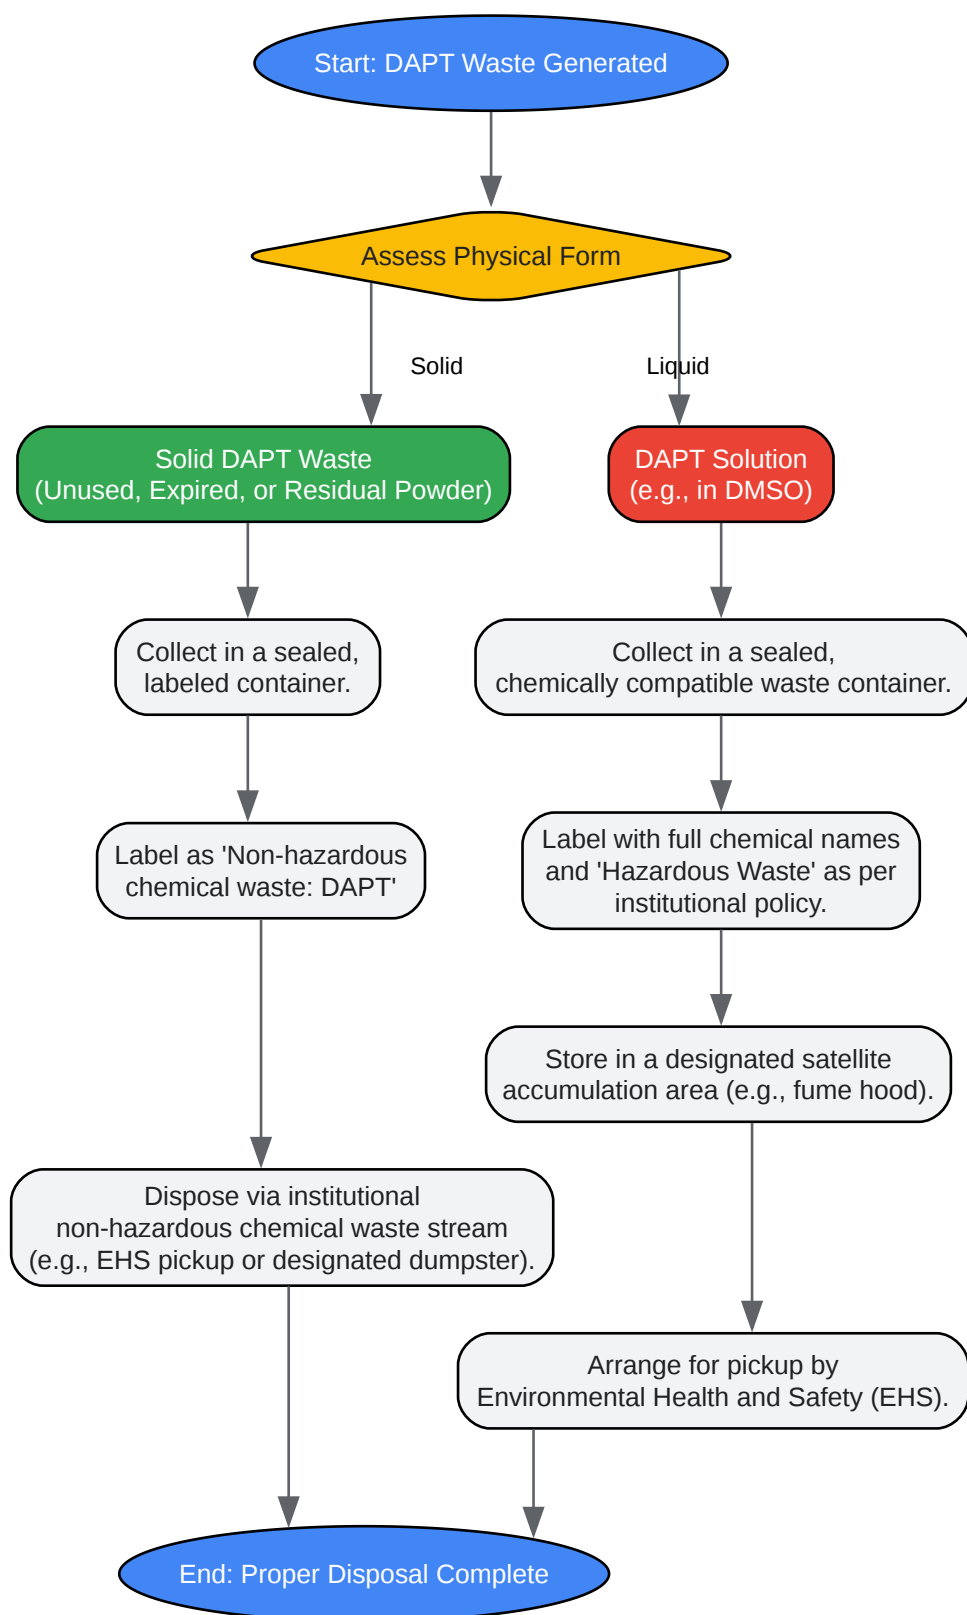 Start: DAPT Waste Generated
Assess Physical Form
Solid
Liquid
Solid DAPT Waste
(Unused, Expired, or Residual Powder)
DAPT Solution
(e.g., in DMSO)
Collect in a sealed,
labeled container.
Collect in a sealed,
chemically compatible waste container.
Label as 'Non-hazardous
chemical waste: DAPT'
Label with full chemical names
and 'Hazardous Waste' as per
institutional policy.
Store in a designated satellite
accumulation area (e.g., fume hood).
Dispose via institutional
non-hazardous chemical waste stream
(e.g., EHS pickup or designated dumpster).
Arrange for pickup by
Environmental Health and Safety (EHS).
End: Proper Disposal Complete